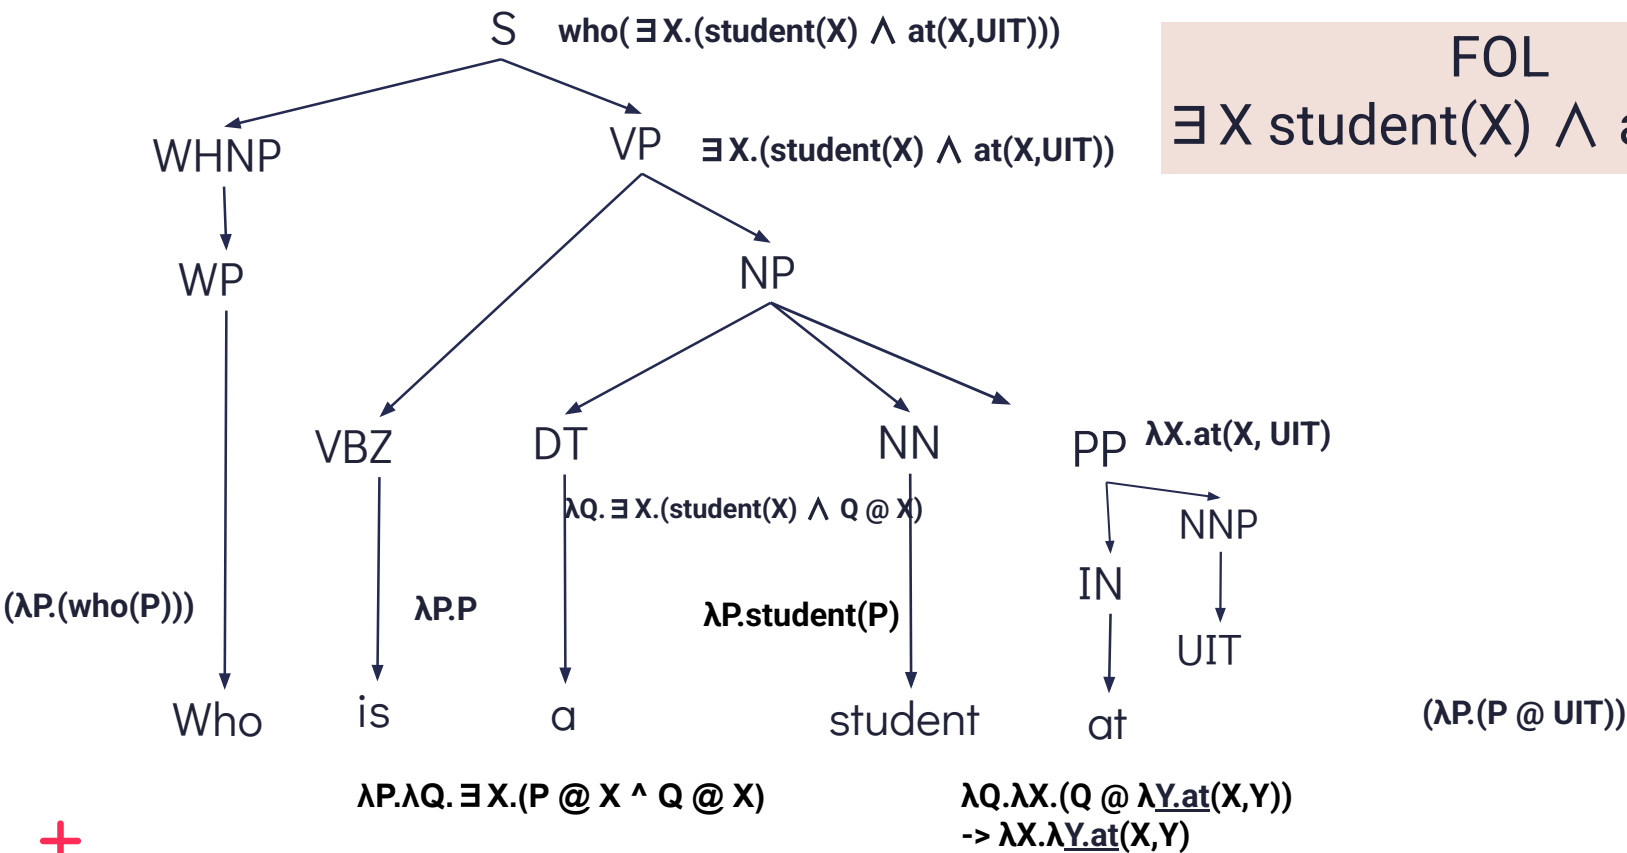 S who(∃X.(student(X) ∧ at(X,UIT)))
FOL
∃X student(X) ∧
WHNP
VP ∃X.(student(X) ∧ at(X,UIT))
WP
NP
VBZ
DT
NN
PP λX.at(X, UIT)
λQ.∃X.(student(X) ∧ Q @ X)
NNP
IN
(λP.(who(P)))
λP.P
λP.student(P)
UIT
Who is a student at
(λP.(P @ UIT))
λP.λQ.∃X.(P @ X ^ Q @ X)
λQ.λX.(Q @ λY.at(X,Y))
-> λX.λY.at(X,Y)